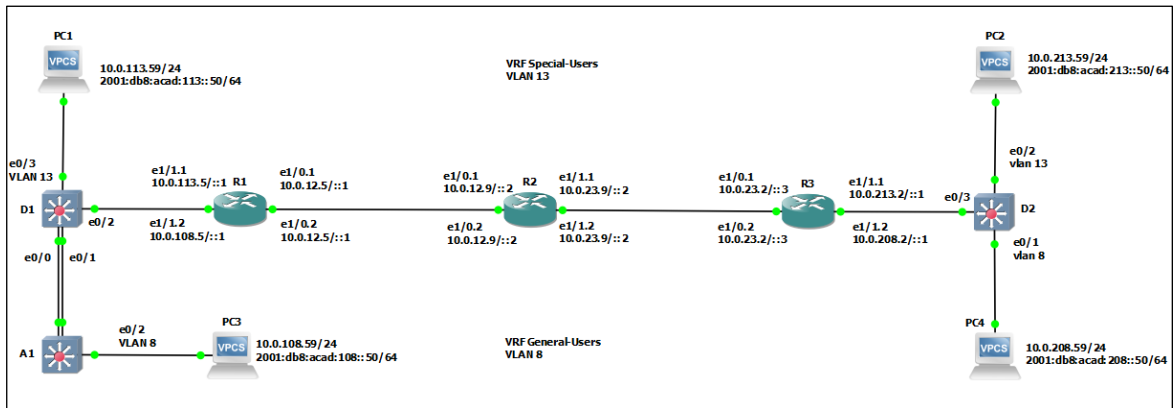 PC1
VPCS
10.0.113.59/24
2001:db8:acad:113::50/64
VRF Special-Users
VLAN 13
PC2
VPCS
10.0.213.59/24
2001:db8:acad:213::50/64
e0/3
VLAN 13
D1
e0/2
e1/1.1
10.0.113.5/::1
R1
e1/0.1
10.0.12.5/::1
e1/1.2
10.0.108.5/::1
e1/0.2
10.0.12.5/::1
e1/0.1
10.0.12.9/::2
R2
e1/1.1
10.0.23.9/::2
e1/0.2
10.0.12.9/::2
e1/1.2
10.0.23.9/::2
e1/0.1
10.0.23.2/::3
R3
e1/1.1
10.0.213.2/::1
e1/0.2
10.0.23.2/::3
e1/1.2
10.0.208.2/::1
e0/2
vlan 13
e0/3
D2
e0/1
vlan 8
e0/0
e0/1
A1
e0/2
VLAN 8
PC3
VPCS
10.0.108.59/24
2001:db8:acad:108::50/64
VRF General-Users
VLAN 8
PC4
VPCS
10.0.208.59/24
2001:db8:acad:208::50/64